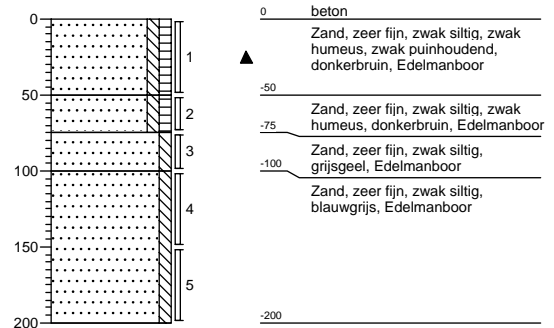 0
50
100
150
200
1
2
3
4
5
0
beton
Zand, zeer fijn, zwak siltig, zwak
humeus, zwak puinhoudend,
donkerbruin, Edelmanboor
-50
Zand, zeer fijn, zwak siltig, zwak
humeus, donkerbruin, Edelmanboor
-75
Zand, zeer fijn, zwak siltig,
grijsgeel, Edelmanboor
-100
Zand, zeer fijn, zwak siltig,
blauwgrijs, Edelmanboor
-200